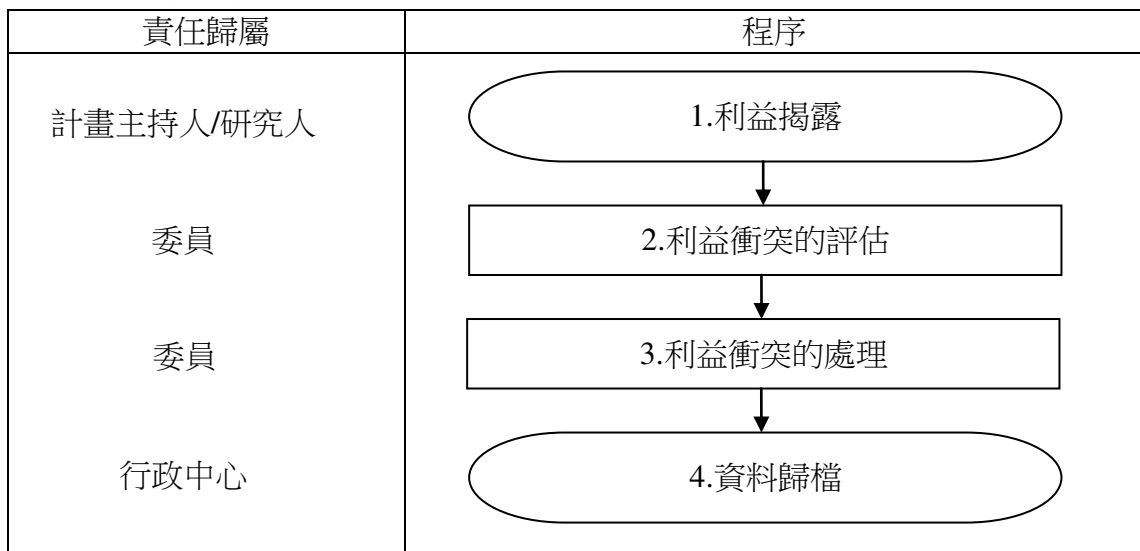 責任歸屬 程序
計畫主持人/研究人 1.利益揭露
委員 2.利益衝突的評估
委員 3.利益衝突的處理
行政中心 4.資料歸檔